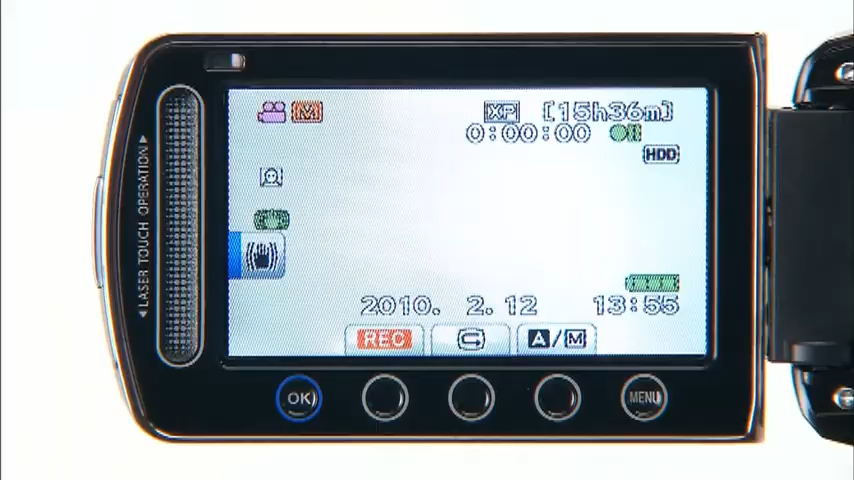 M XP [15h36m]
0:00:00
HDD
LASER TOUCH OPERATION
2010. 2.12 13:55
REC A/M
OK MENU